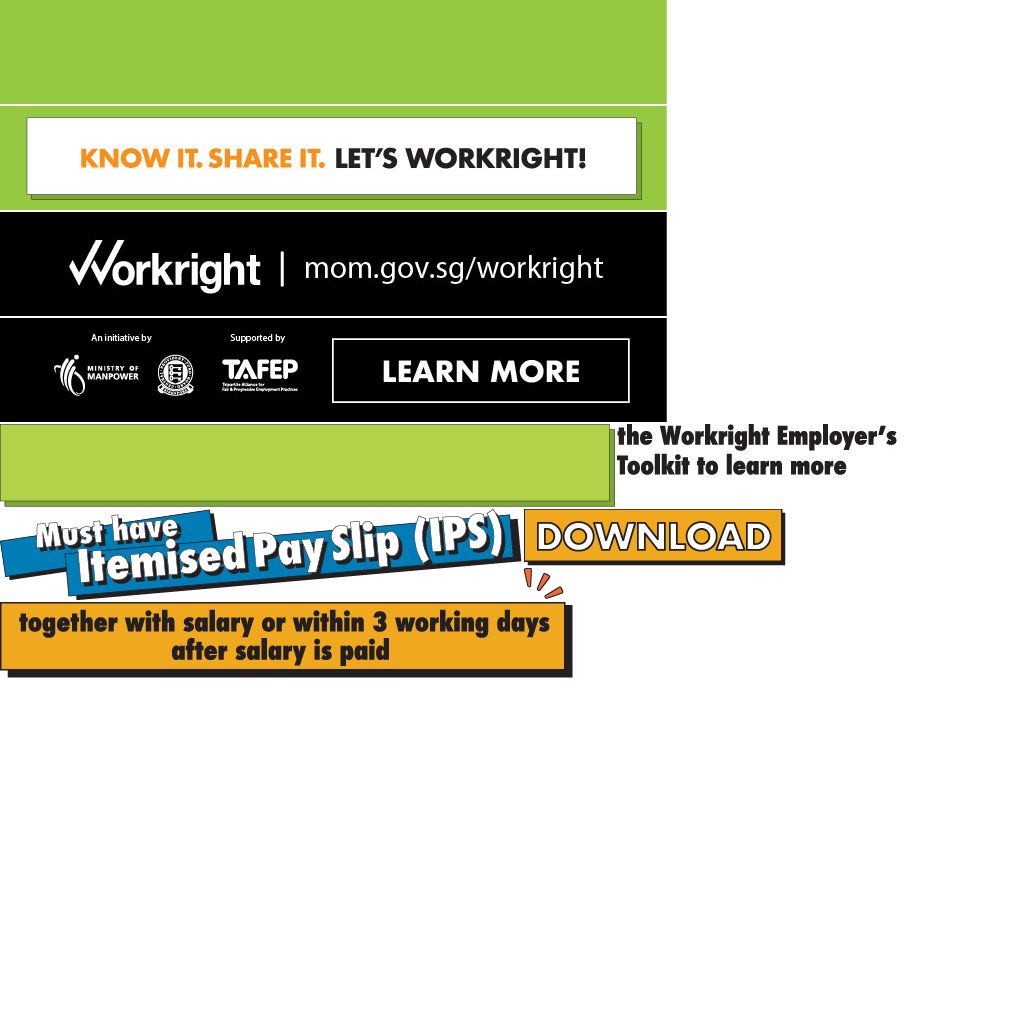 KNOW IT. SHARE IT. LET'S WORKRIGHT!
Workright | mom.gov.sg/workright
An initiative by
Supported by
MINISTRY OF
MANPOWER
TAFEP
Tripartite Alliance for
Fair & Progressive Employment Practices
LEARN MORE
the Workright Employer's
Toolkit to learn more
Must have
Itemised Pay Slip (IPS)
DOWNLOAD
together with salary or within 3 working days
after salary is paid